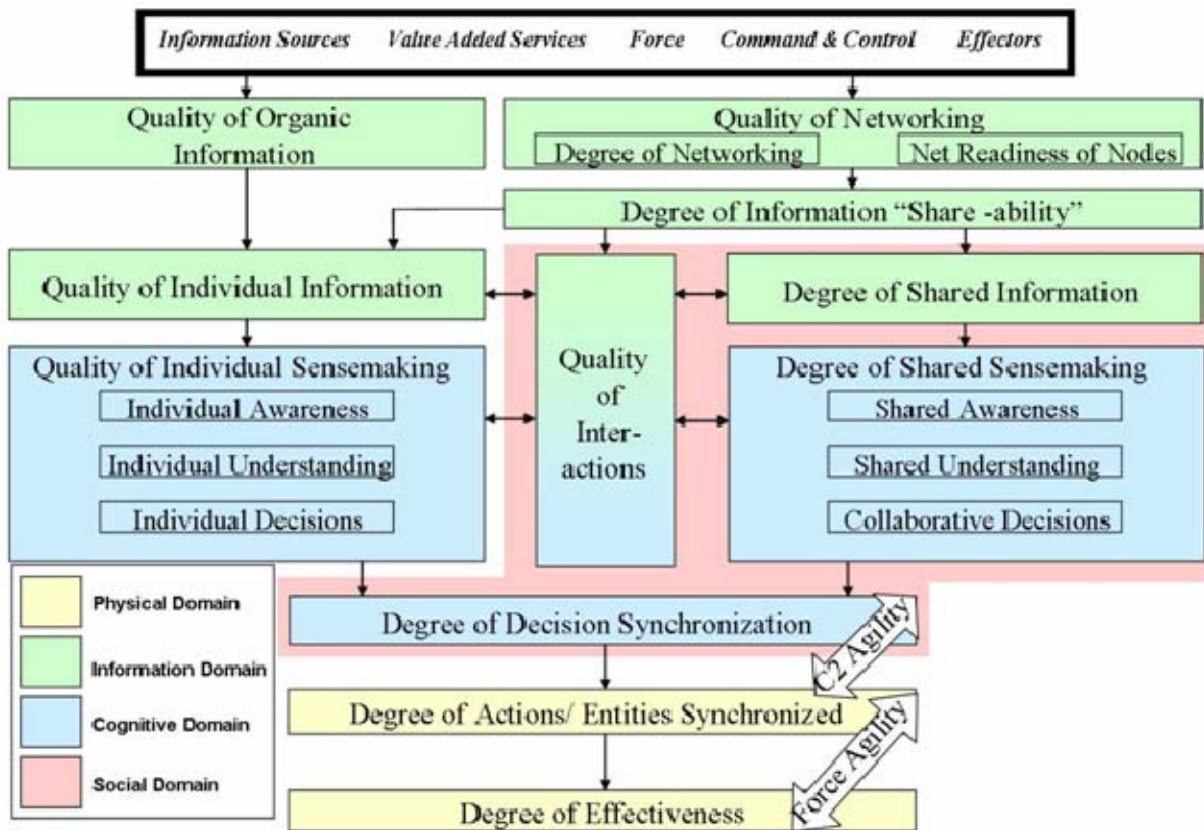 Information Sources Value Added Services Force Command & Control Effectors
Quality of Organic
Information
Quality of Networking
Degree of Networking
Net Readiness of Nodes
Degree of Information “Share -ability”
Quality of Individual Information
Quality
of
Inter-
actions
Degree of Shared Information
Quality of Individual Sensemaking
Individual Awareness
Individual Understanding
Individual Decisions
Degree of Shared Sensemaking
Shared Awareness
Shared Understanding
Collaborative Decisions
Physical Domain
Information Domain
Cognitive Domain
Social Domain
Degree of Decision Synchronization
C2 Agility
Degree of Actions/ Entities Synchronized
Force Agility
Degree of Effectiveness